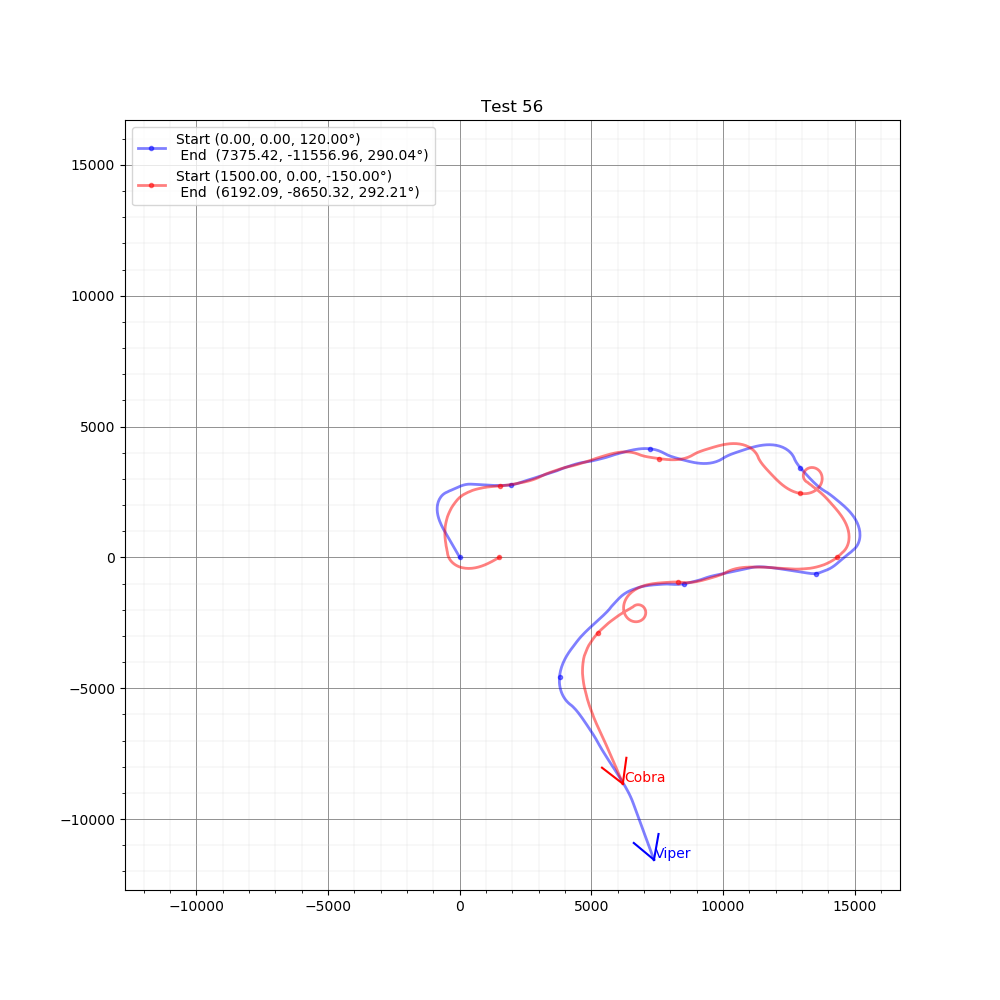 Test 56
Start (0.00, 0.00, 120.00°)
End  (7375.42, -11556.96, 290.04°)
Start (1500.00, 0.00, -150.00°)
End  (6192.09, -8650.32, 292.21°)
15000
10000
5000
0
−5000
−10000
Cobra
Viper
−10000
−5000
0
5000
10000
15000